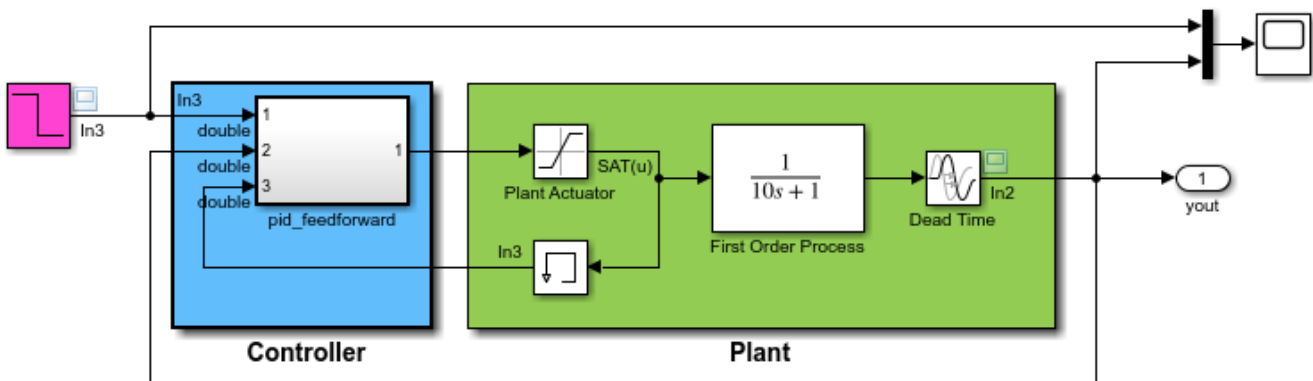 In3
In3
double
double
double
1
2
3
1
pid_feedforward
Controller
Plant Actuator
SAT(u)
In3
1
10s + 1
First Order Process
Dead Time
In2
Plant
1
yout